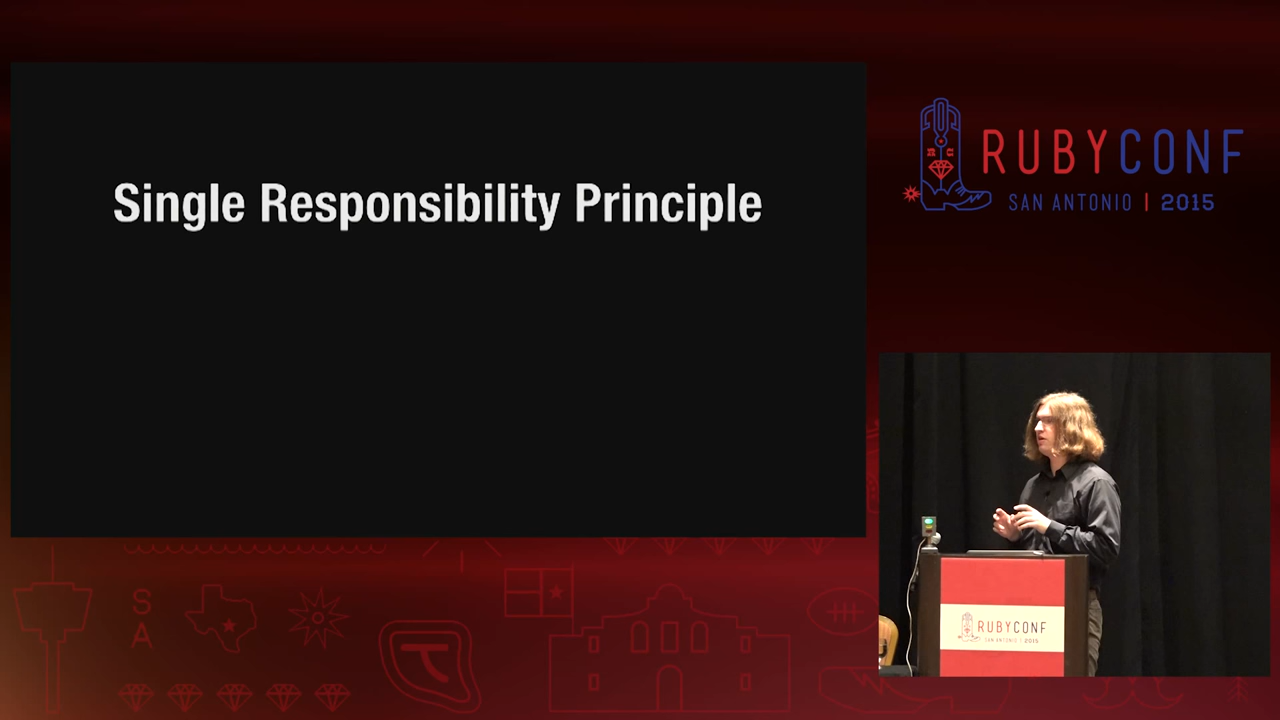 Single Responsibility Principle
RUBYCONF
SAN ANTONIO | 2015
RUBYCONF
SAN ANTONIO | 2015
S
A